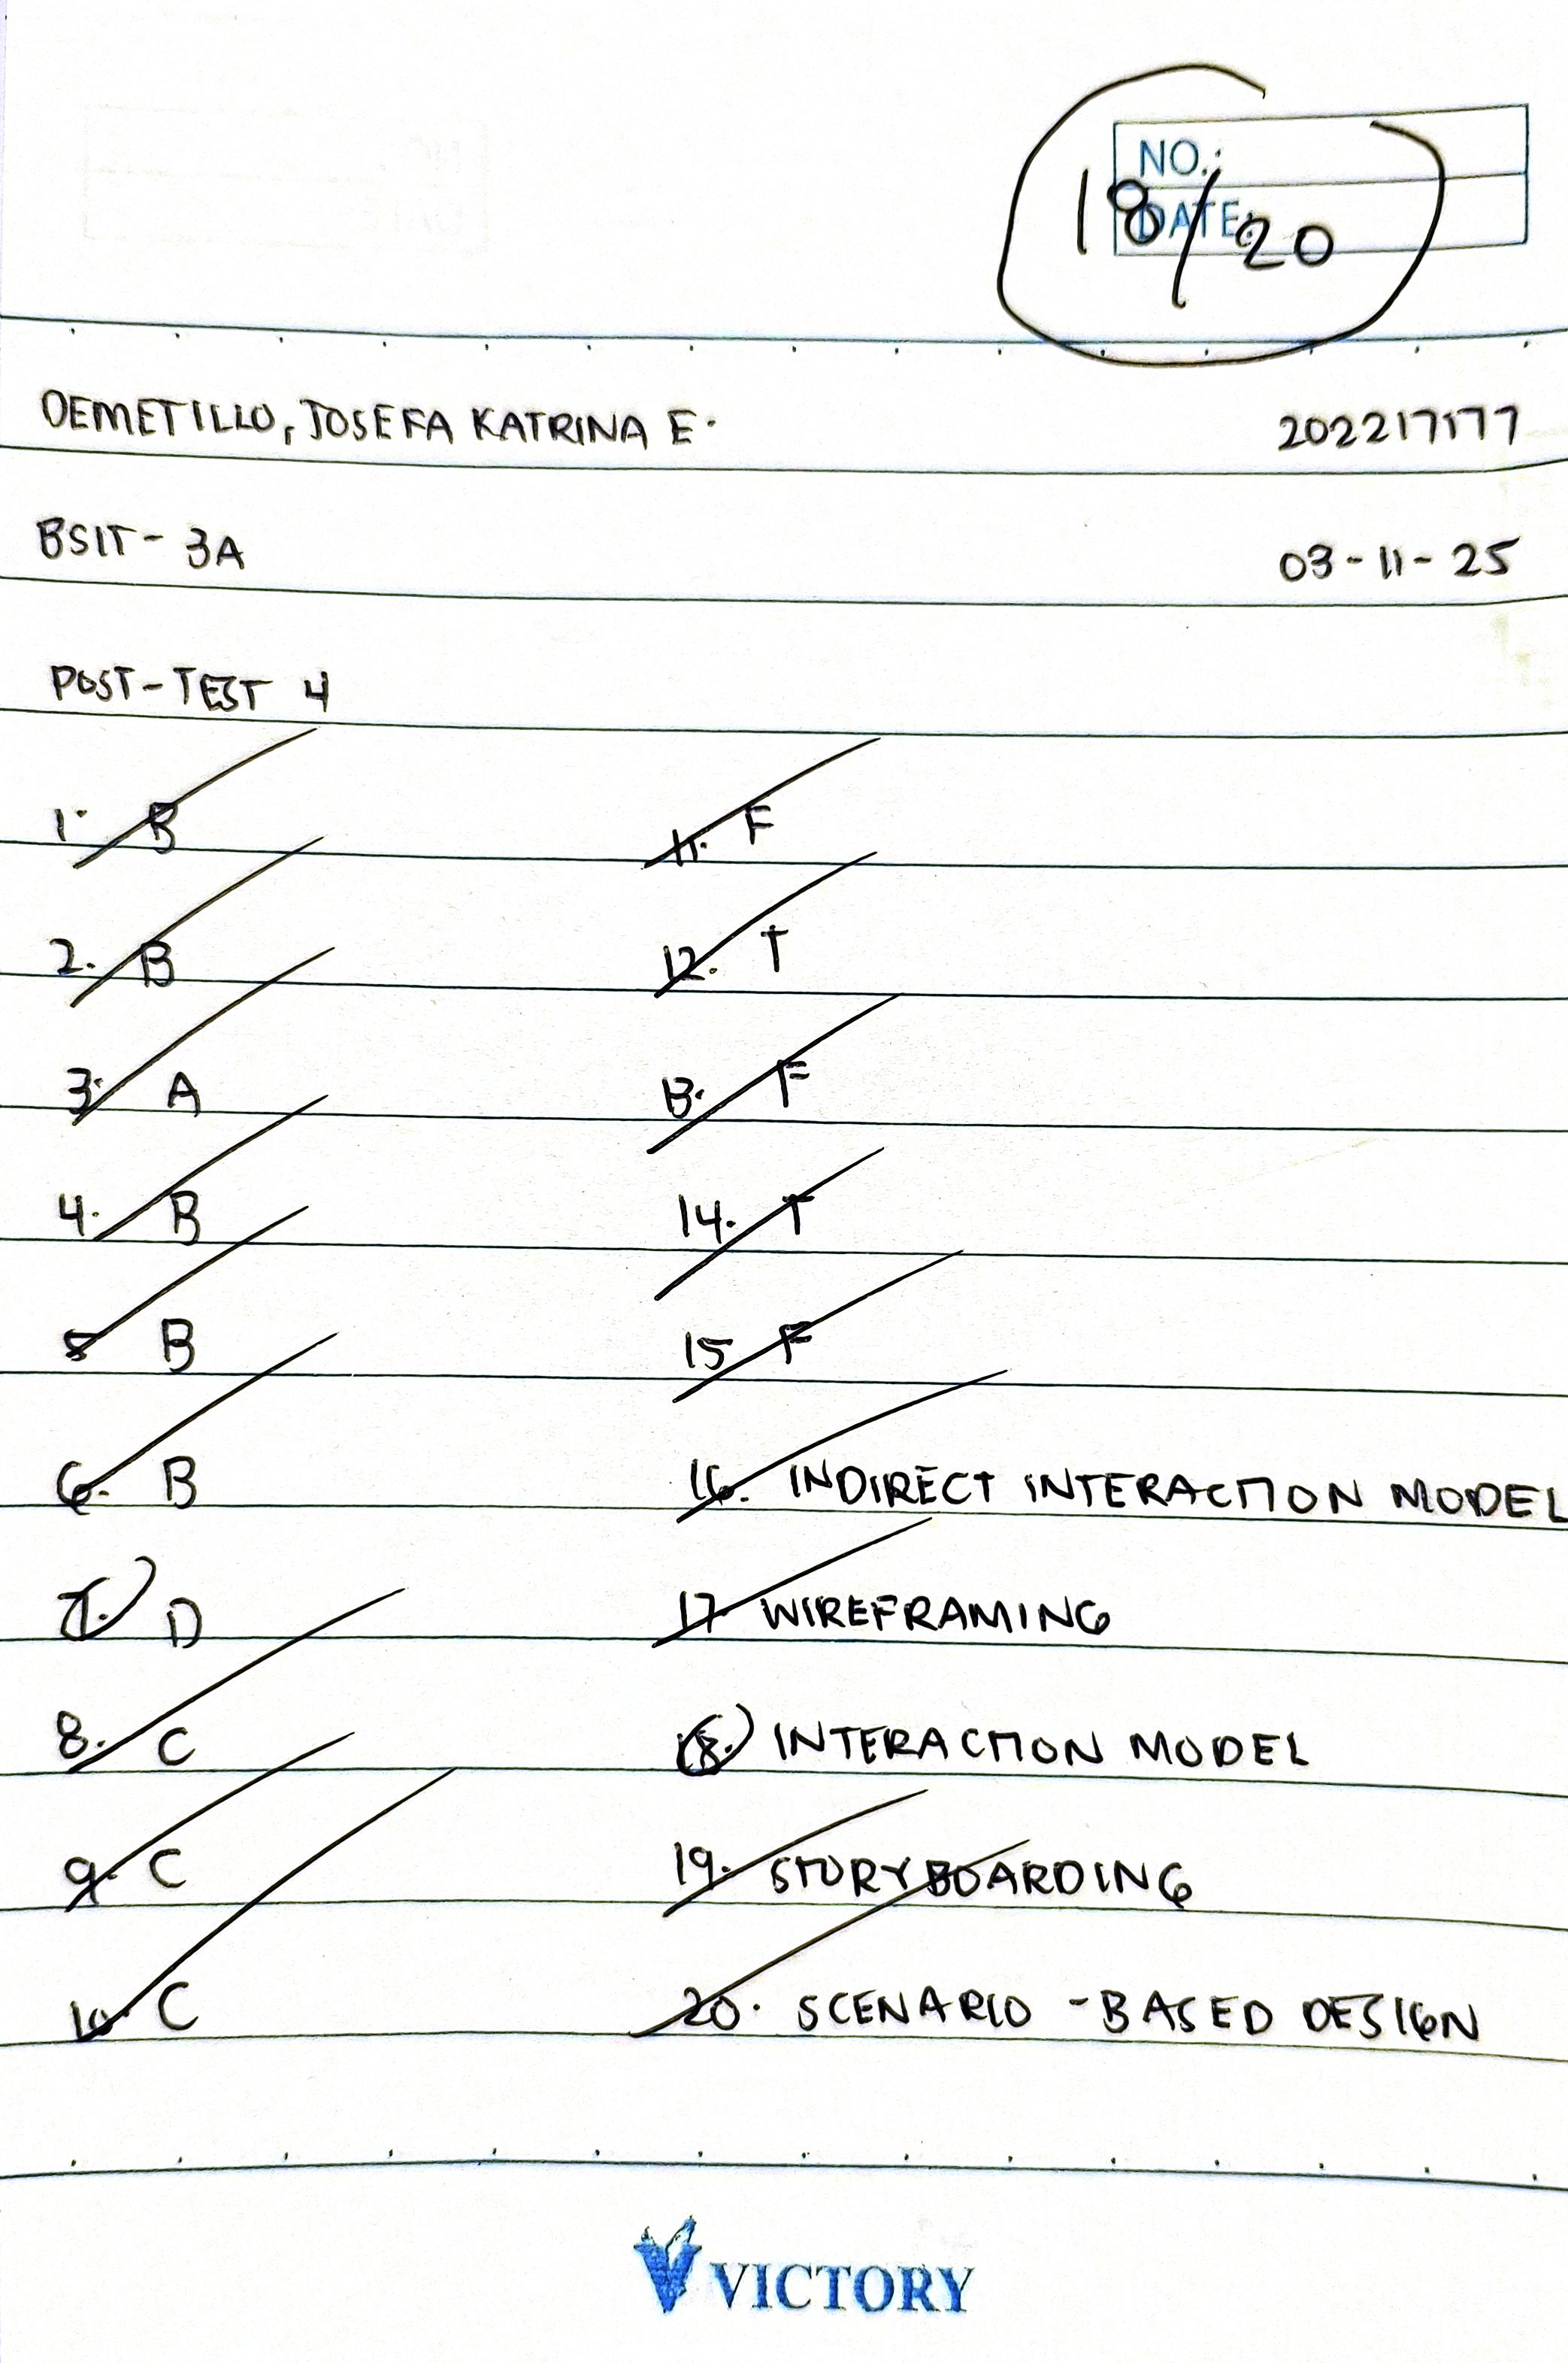 NO.:
DATE:
18/20
DEMETILLO, JOSEFA KATRINA E.
202217177
BSIT - 3A
03-11-25
POST-TEST 4
1. B
2. B
3. A
4. B
5 B
6. B
7. D
8. C
9. C
10. C
11. F
12. T
13. F
14. T
15 F
16. INDIRECT INTERACTION MODEL
17. WIREFRAMING
18. INTERACTION MODEL
19. STORYBOARDING
20. SCENARIO - BASED DESIGN
VICTORY